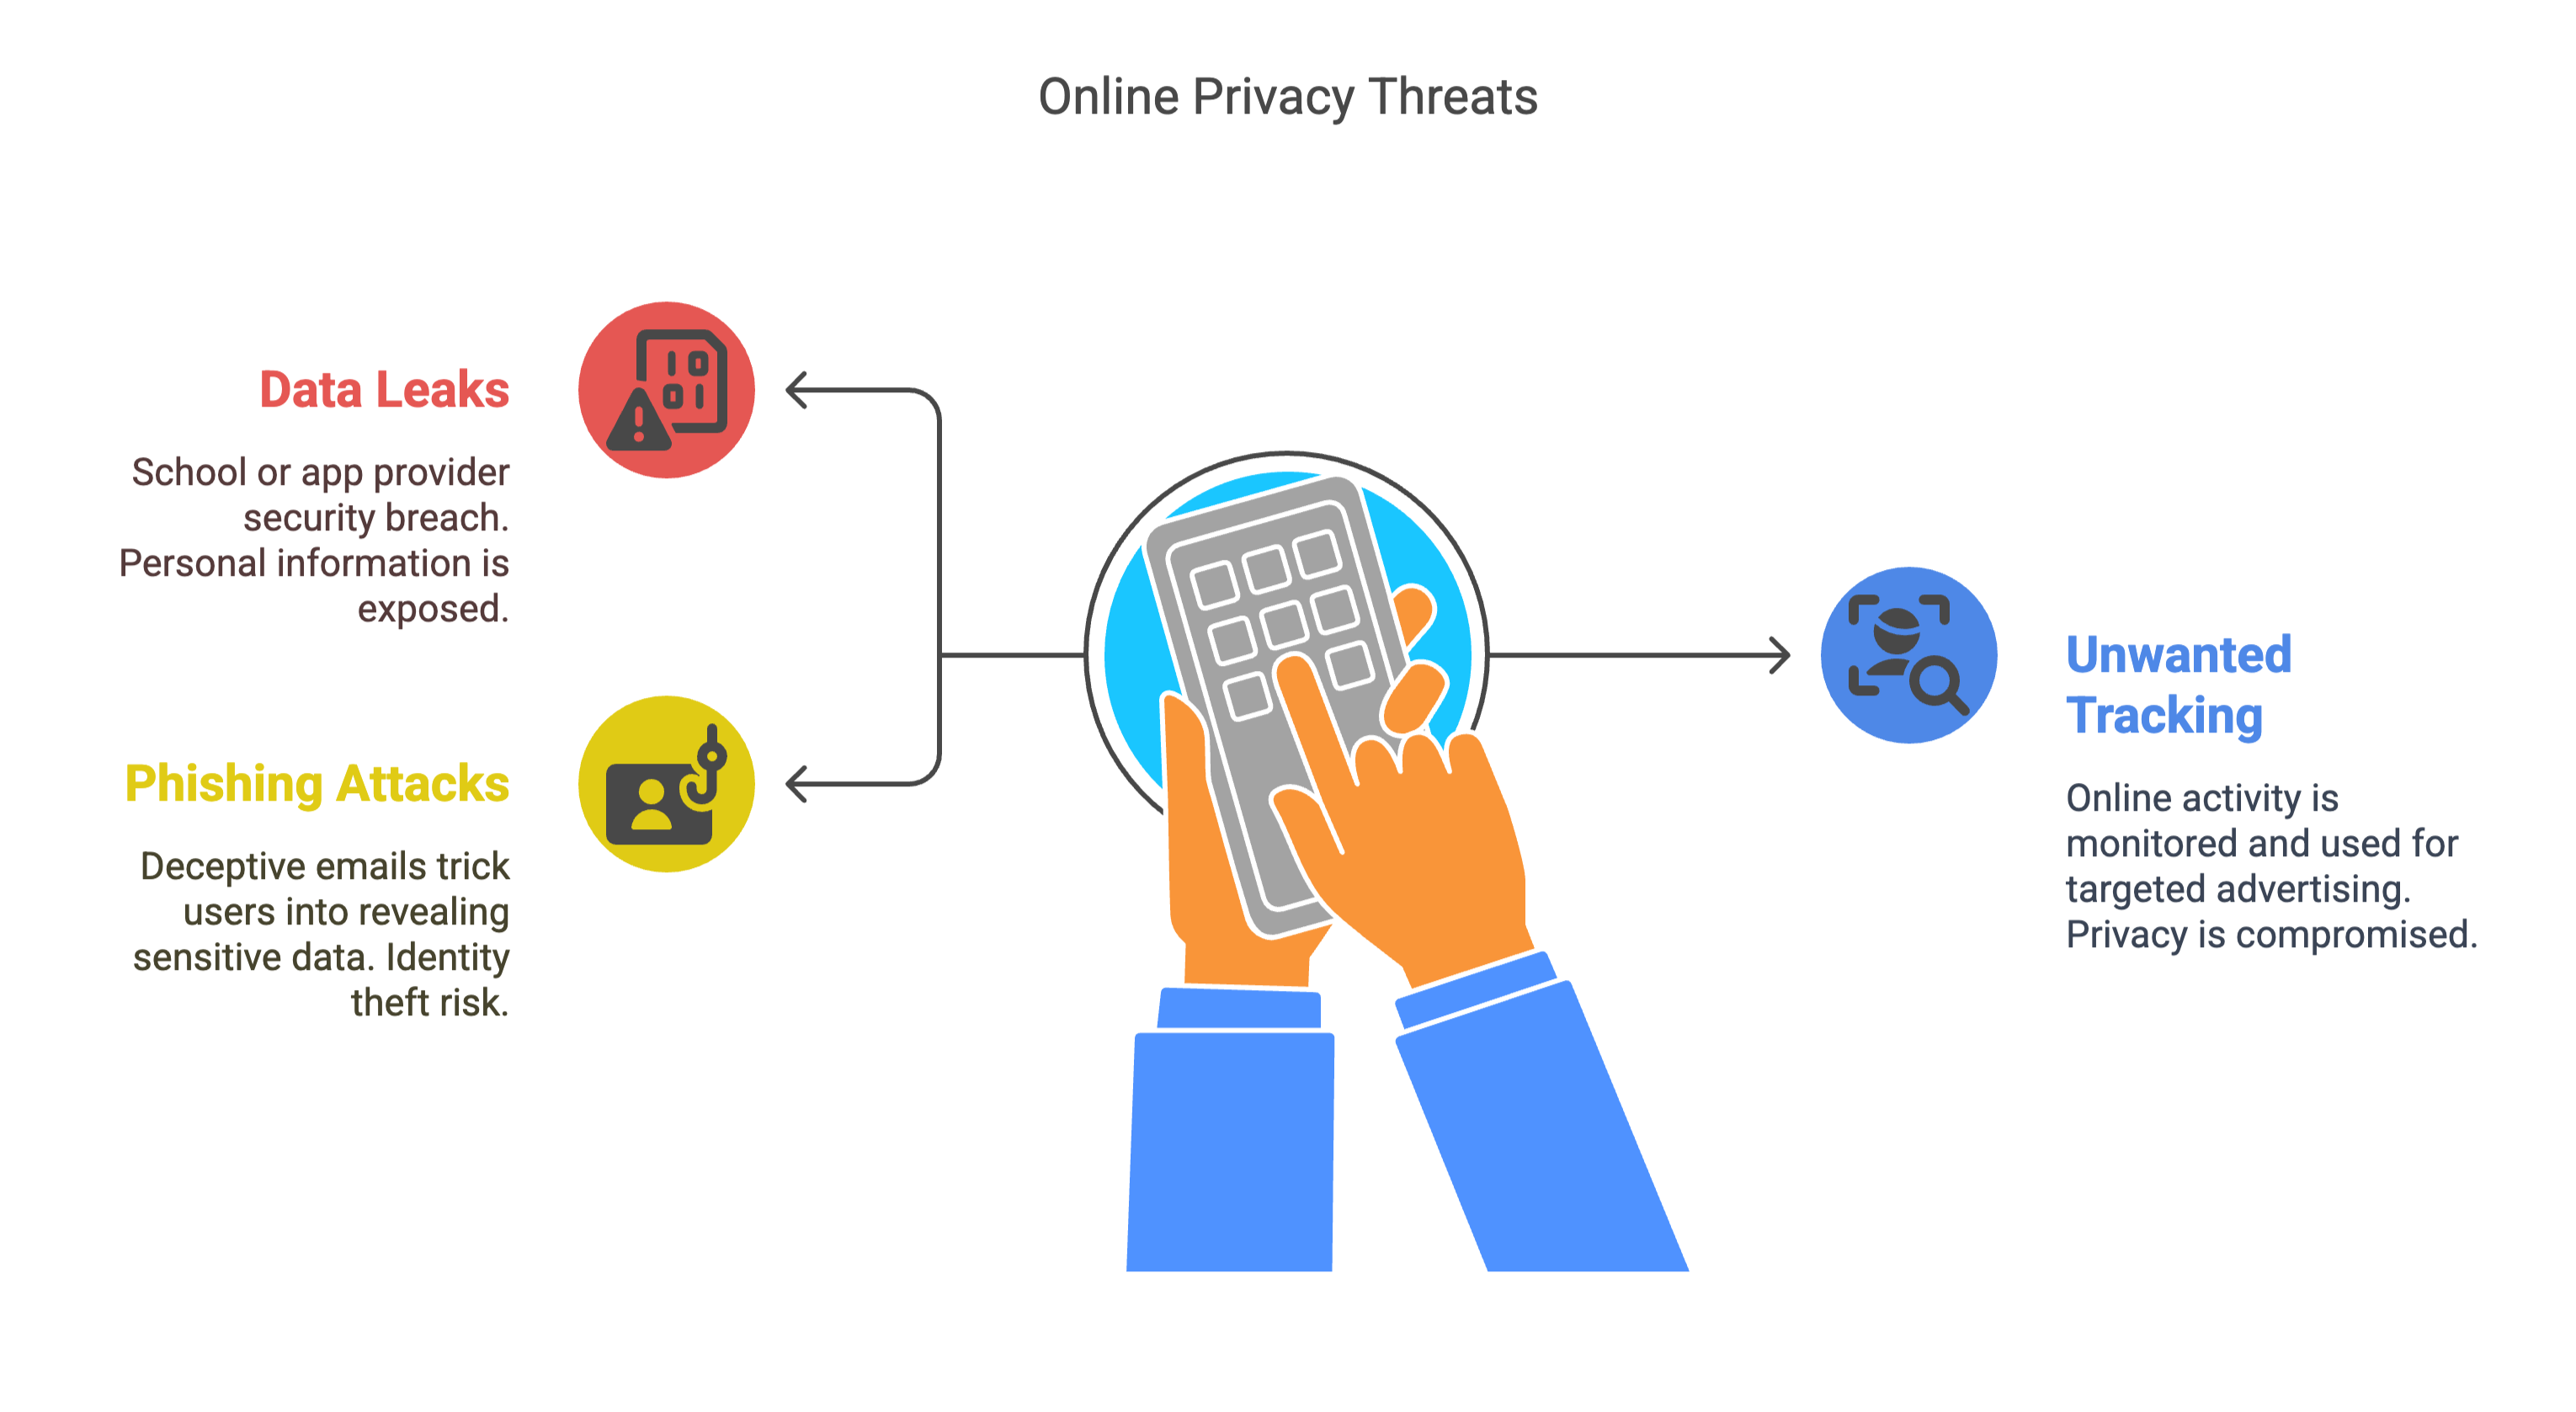 Online Privacy Threats
Data Leaks
School or app provider
security breach.
Personal information is
exposed.
Phishing Attacks
Deceptive emails trick
users into revealing
sensitive data. Identity
theft risk.
Unwanted
Tracking
Online activity is
monitored and used for
targeted advertising.
Privacy is compromised.